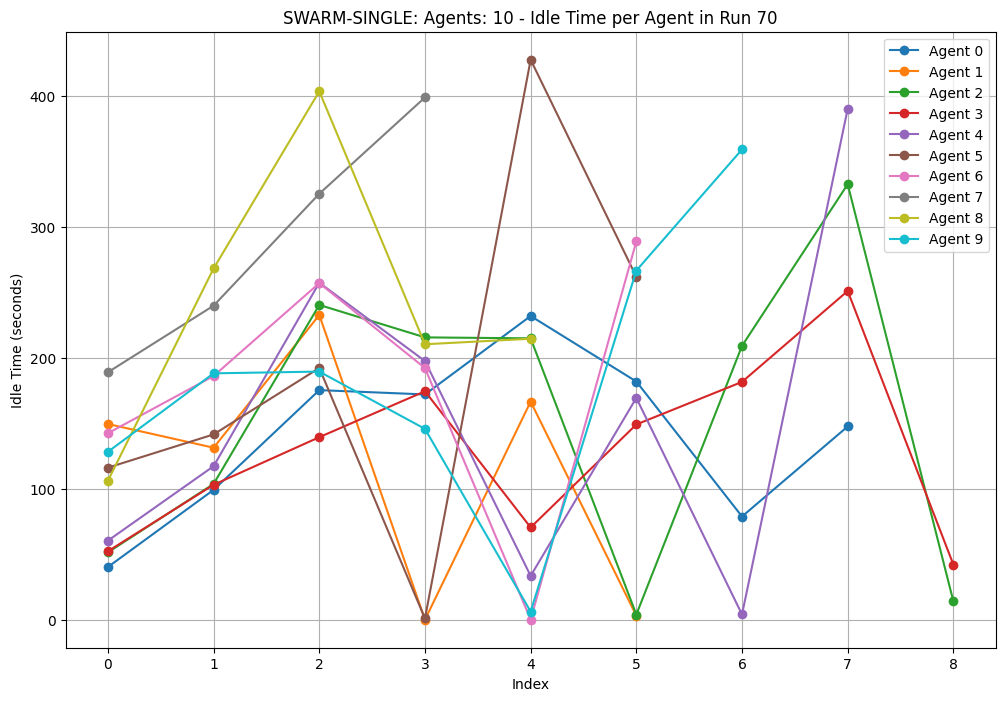 SWARM-SINGLE: Agents: 10 - Idle Time per Agent in Run 70
Agent 0
Agent 1
Agent 2
Agent 3
Agent 4
Agent 5
Agent 6
Agent 7
Agent 8
Agent 9
Idle Time (seconds)
400
300
200
100
0
0 1 2 3 4 5 6 7 8
Index